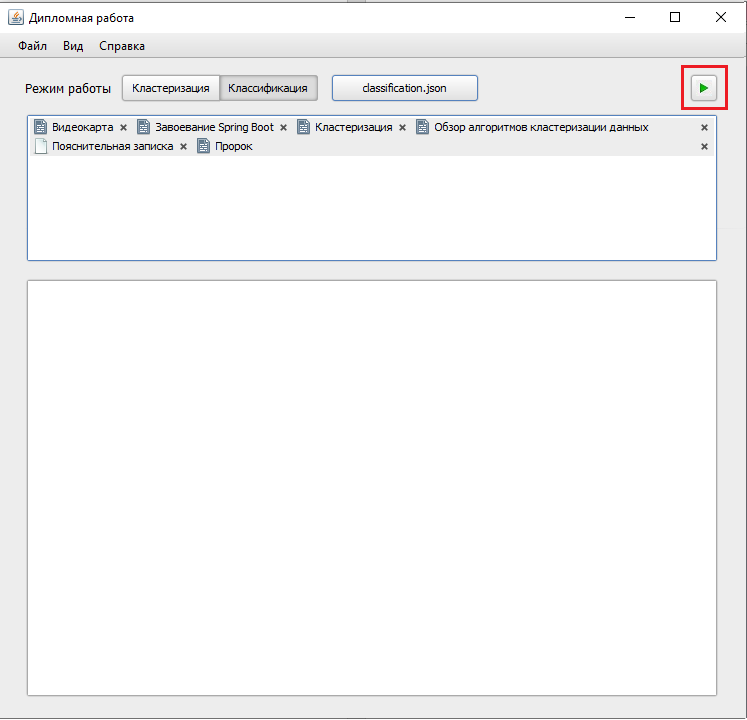 Дипломная работа
Файл Вид Справка
Режим работы Кластеризация Классификация classification.json
Видеокарта Завоевание Spring Boot Кластеризация Обзор алгоритмов кластеризации данных
Пояснительная записка Пророк